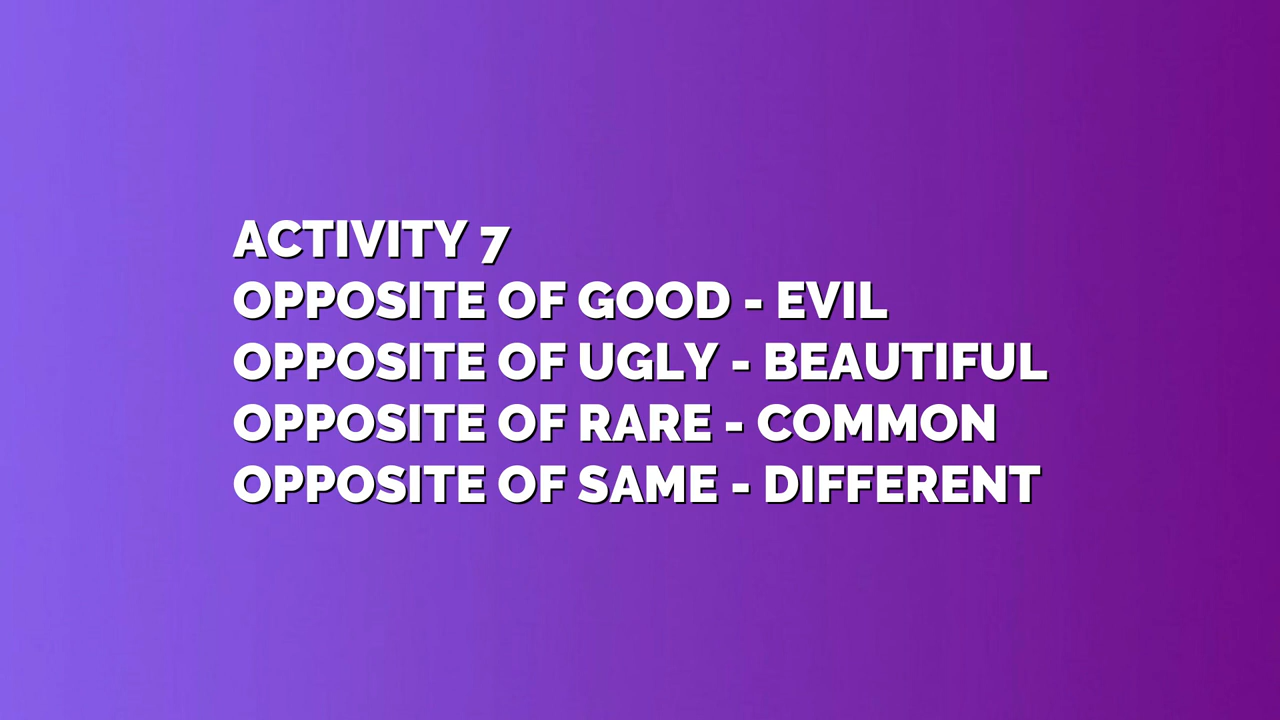 ACTIVITY 7
OPPOSITE OF GOOD - EVIL
OPPOSITE OF UGLY - BEAUTIFUL
OPPOSITE OF RARE - COMMON
OPPOSITE OF SAME - DIFFERENT